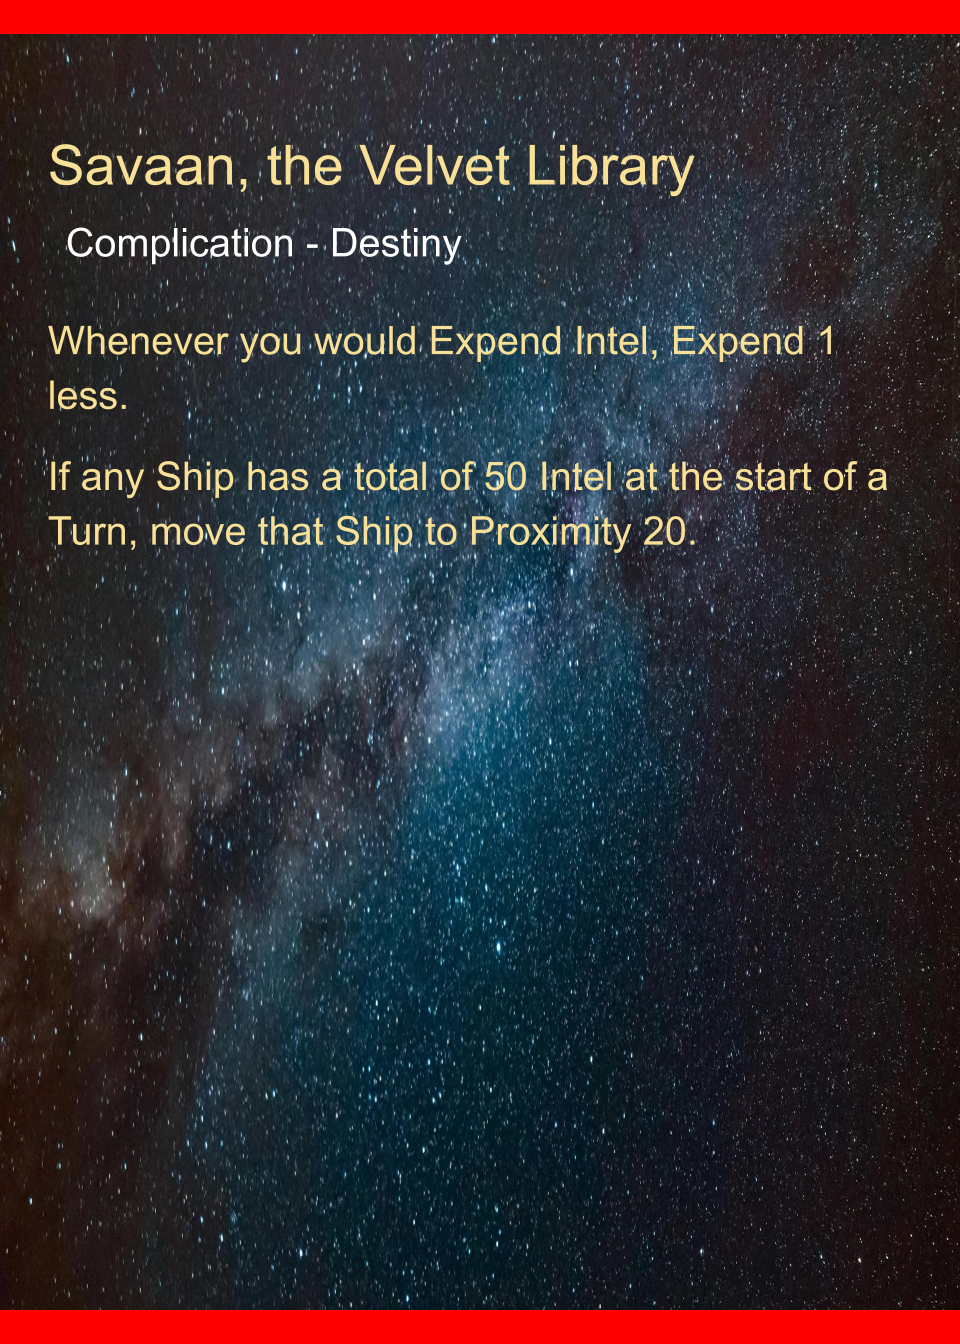 Savaan, the Velvet Library
Complication - Destiny
Whenever you would Expend Intel, Expend 1
less.
If any Ship has a total of 50 Intel at the start of a
Turn, move that Ship to Proximity 20.